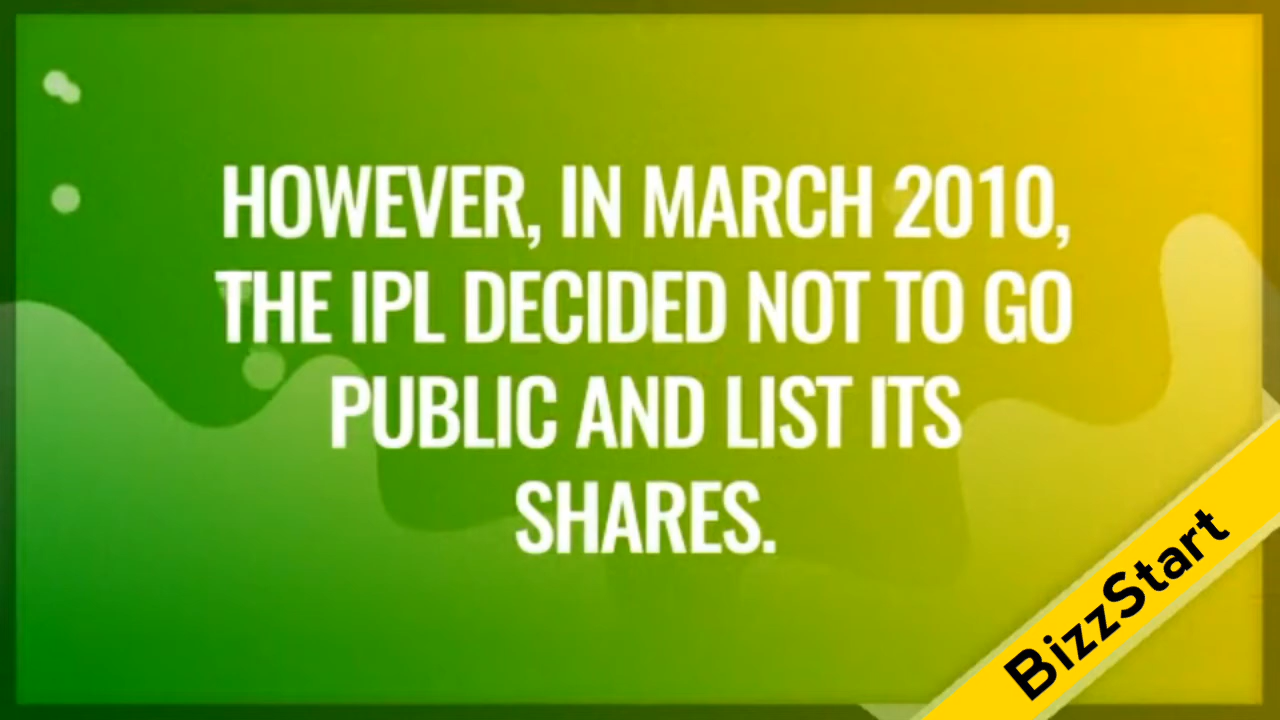 HOWEVER, IN MARCH 2010,
THE IPL DECIDED NOT TO GO
PUBLIC AND LIST ITS
SHARES.
BizzStart